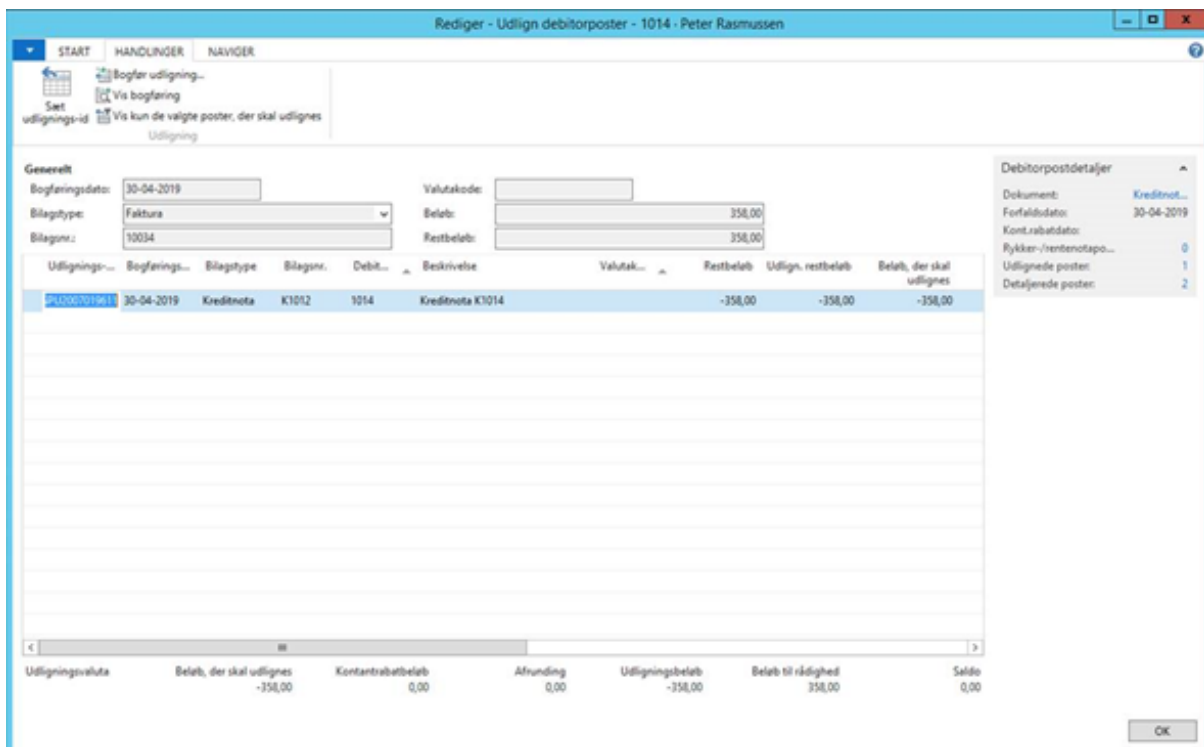 Rediger - Udlign debitorposter - 1014 · Peter Rasmussen
START HANDLINGER NAVIGER
Sæt udlignings-id
Bogfør udligning...
Vis bogføring
Vis kun de valgte poster, der skal udlignes
Udligning
Generelt
Bogføringsdato: 30-04-2019 Valutakode:
Bilagstype: Faktura Beløb: 358,00
Bilagsnr.: 10034 Restbeløb: 358,00
Udlignings-... Bogførings... Bilagstype Bilagsnr. Debit... Beskrivelse Valutak... Restbeløb Udlign. restbeløb Beløb, der skal udlignes
30-04-2019 Kreditnota K1012 1014 Kreditnota K1014 -358,00 -358,00 -358,00
Debitorpostdetaljer
Dokument: Kreditnot...
Forfaldsdato: 30-04-2019
Kont.rabatdato:
Rykker-/rentenotapo... 0
Udlignede poster: 1
Detaljerede poster: 2
Udligningsvaluta Beløb, der skal udlignes Kontantrabatbeløb Afrunding Udligningsbeløb Beløb til rådighed Saldo
-358,00 0,00 0,00 -358,00 358,00 0,00
OK